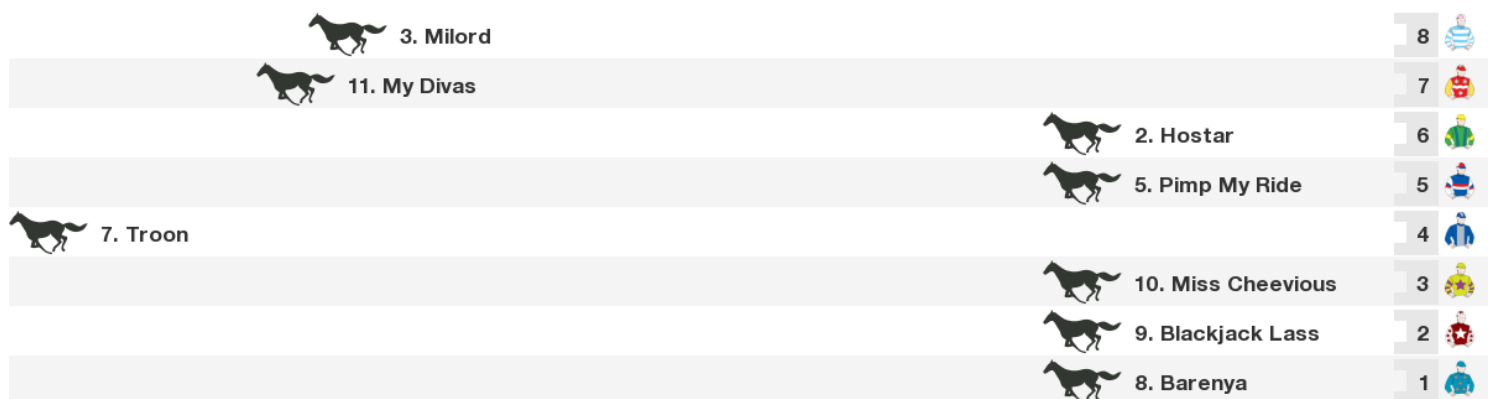 3. Milord 8
11. My Divas 7
2. Hostar 6
5. Pimp My Ride 5
7. Troon 4
10. Miss Cheevious 3
9. Blackjack Lass 2
8. Barenya 1